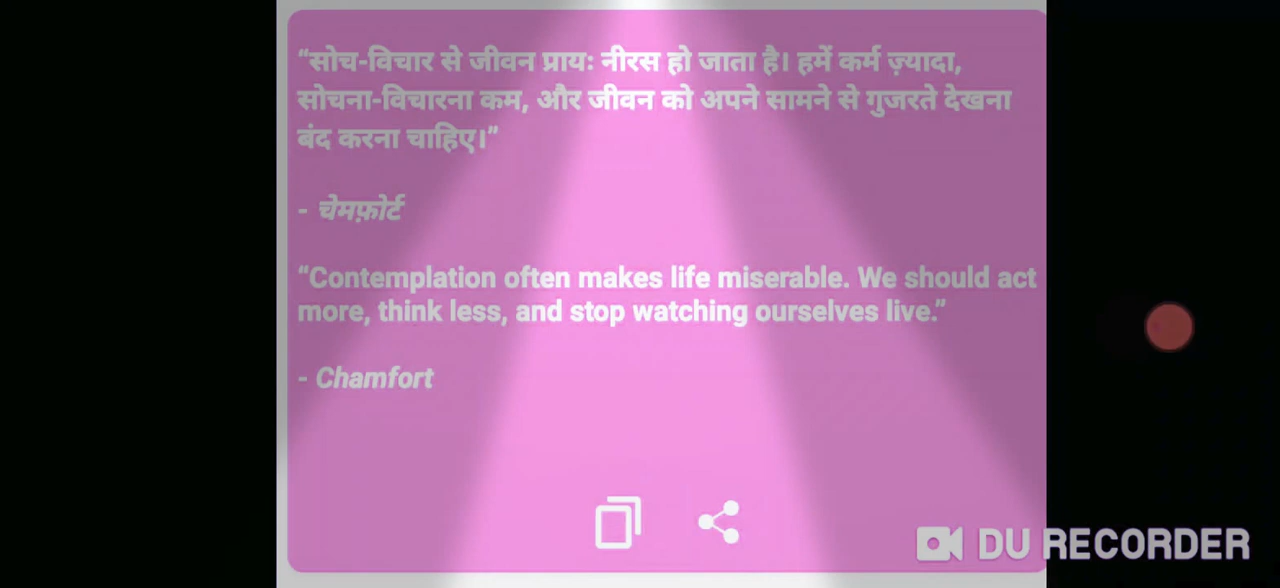 “सोच-विचार से जीवन प्रायः नीरस हो जाता है। हमें कर्म ज़्यादा,
सोचना-विचारना कम, और जीवन को अपने सामने से गुजरते देखना
बंद करना चाहिए।”
- चेमफ़ोर्ट
“Contemplation often makes life miserable. We should act
more, think less, and stop watching ourselves live.”
- Chamfort
DU RECORDER